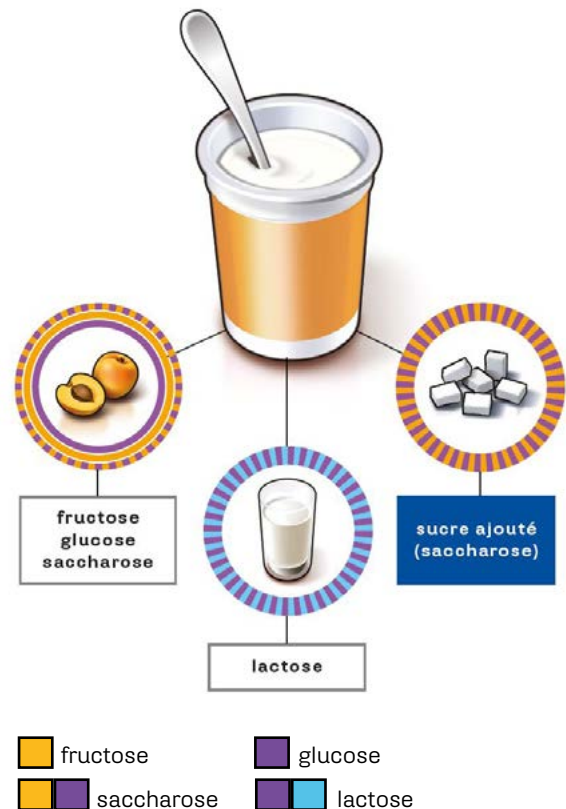 fructose
glucose
saccharose
sucre ajouté
(saccharose)
lactose
fructose
glucose
saccharose
lactose